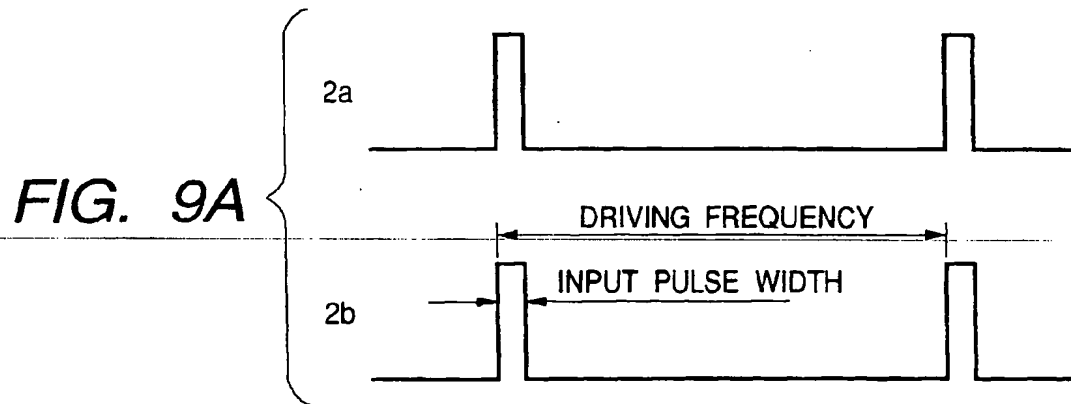 2a
FIG. 9A
DRIVING FREQUENCY
INPUT PULSE WIDTH
2b